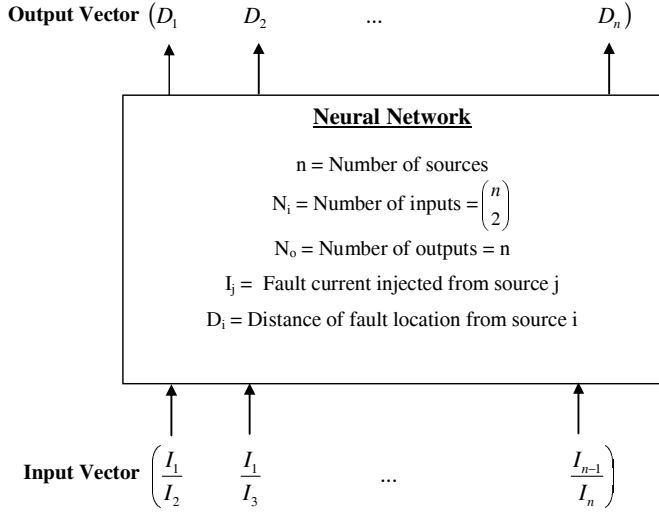 Output Vector (D₁ D₂ ... Dₙ)
Neural Network
n = Number of sources
Nᵢ = Number of inputs = (n 2)
Nₒ = Number of outputs = n
Iⱼ = Fault current injected from source j
Dᵢ = Distance of fault location from source i
Input Vector (I₁/I₂ I₁/I₃ ... Iₙ₋₁/Iₙ)